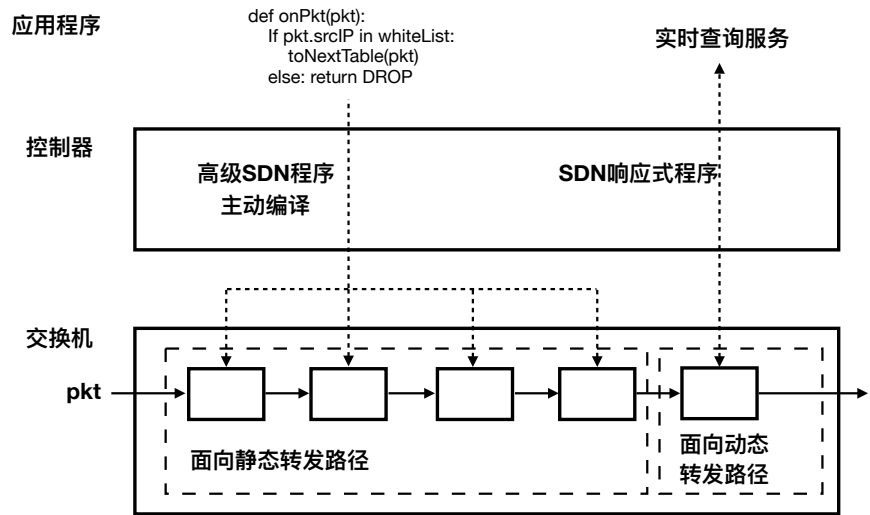 应用程序
def onPkt(pkt):
If pkt.srcIP in whiteList:
toNextTable(pkt)
else: return DROP
实时查询服务
控制器
高级SDN程序
主动编译
SDN响应式程序
交换机
pkt
面向静态转发路径
面向动态
转发路径